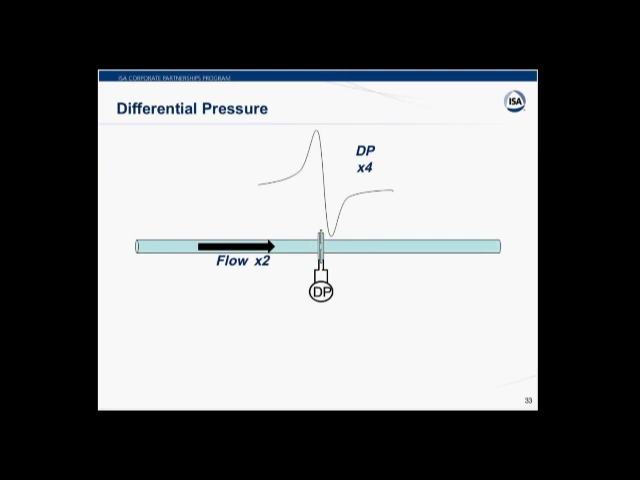 ISA CORPORATE PARTNERSHIPS PROGRAM
Differential Pressure
ISA
DP
x4
Flow x2
DP
33